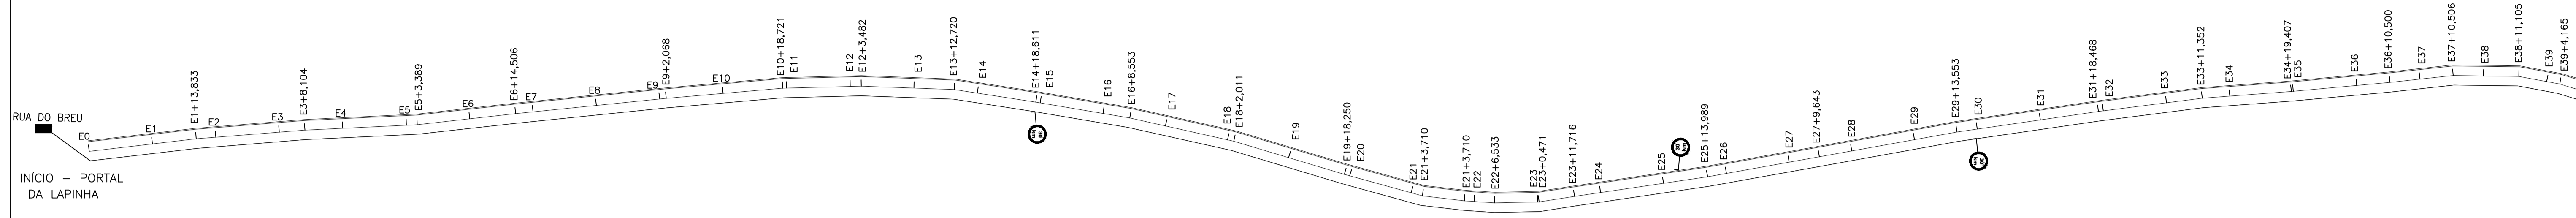 RUA DO BREU
INÍCIO – PORTAL
DA LAPINHA
E0
E1
E1+13,833
E2
E3
E3+8,104
E4
E5
E5+3,389
E6
E6+14,506
E7
E8
E9
E9+2,068
E10
E10+18,721
E11
E12
E12+3,482
E13
E13+12,720
E14
E14+18,611
E15
30
km
E16
E16+8,553
E17
E18
E18+2,011
E19
E19+18,250
E20
E21
E21+3,710
E21+3,710
E22
E22+6,533
E23
E23+0,471
E23+11,716
E24
E25
30
km
E25+13,989
E26
E27
E27+9,643
E28
E29
E29+13,553
E30
30
km
E31
E31+18,468
E32
E33
E33+11,352
E34
E34+19,407
E35
E36
E36+10,500
E37
E37+10,506
E38
E38+11,105
E39
E39+4,165